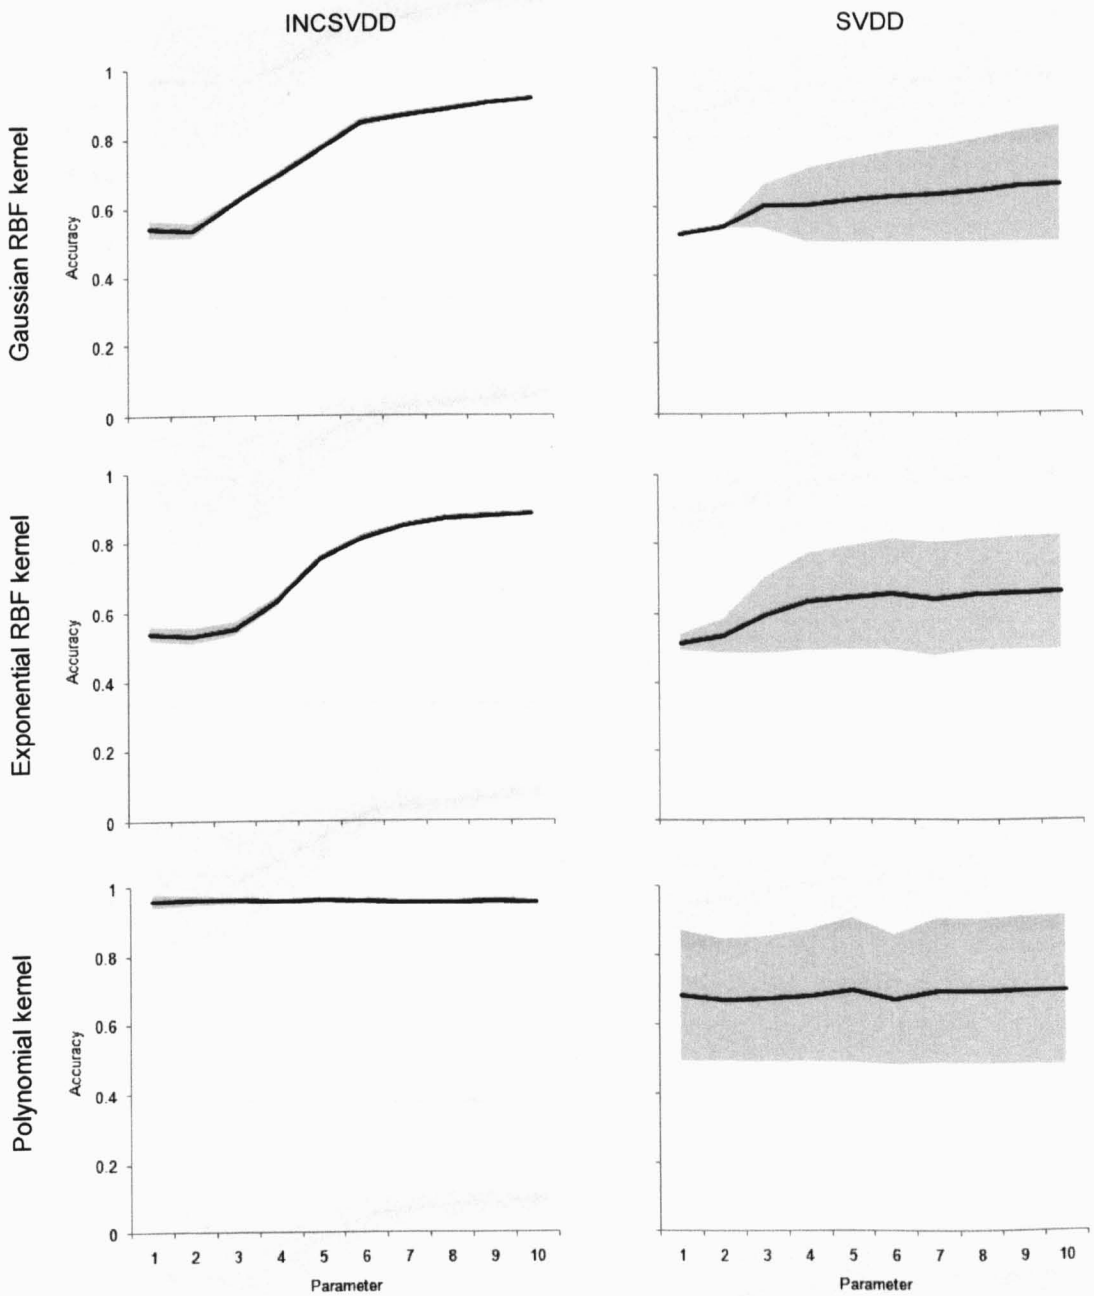 INCSVDD
SVDD
Gaussian RBF kernel
Accuracy
1
0.8
0.6
0.4
0.2
0
Exponential RBF kernel
Accuracy
1
0.8
0.6
0.4
0.2
0
Polynomial kernel
Accuracy
1
0.8
0.6
0.4
0.2
0
1 2 3 4 5 6 7 8 9 10
Parameter
1 2 3 4 5 6 7 8 9 10
Parameter